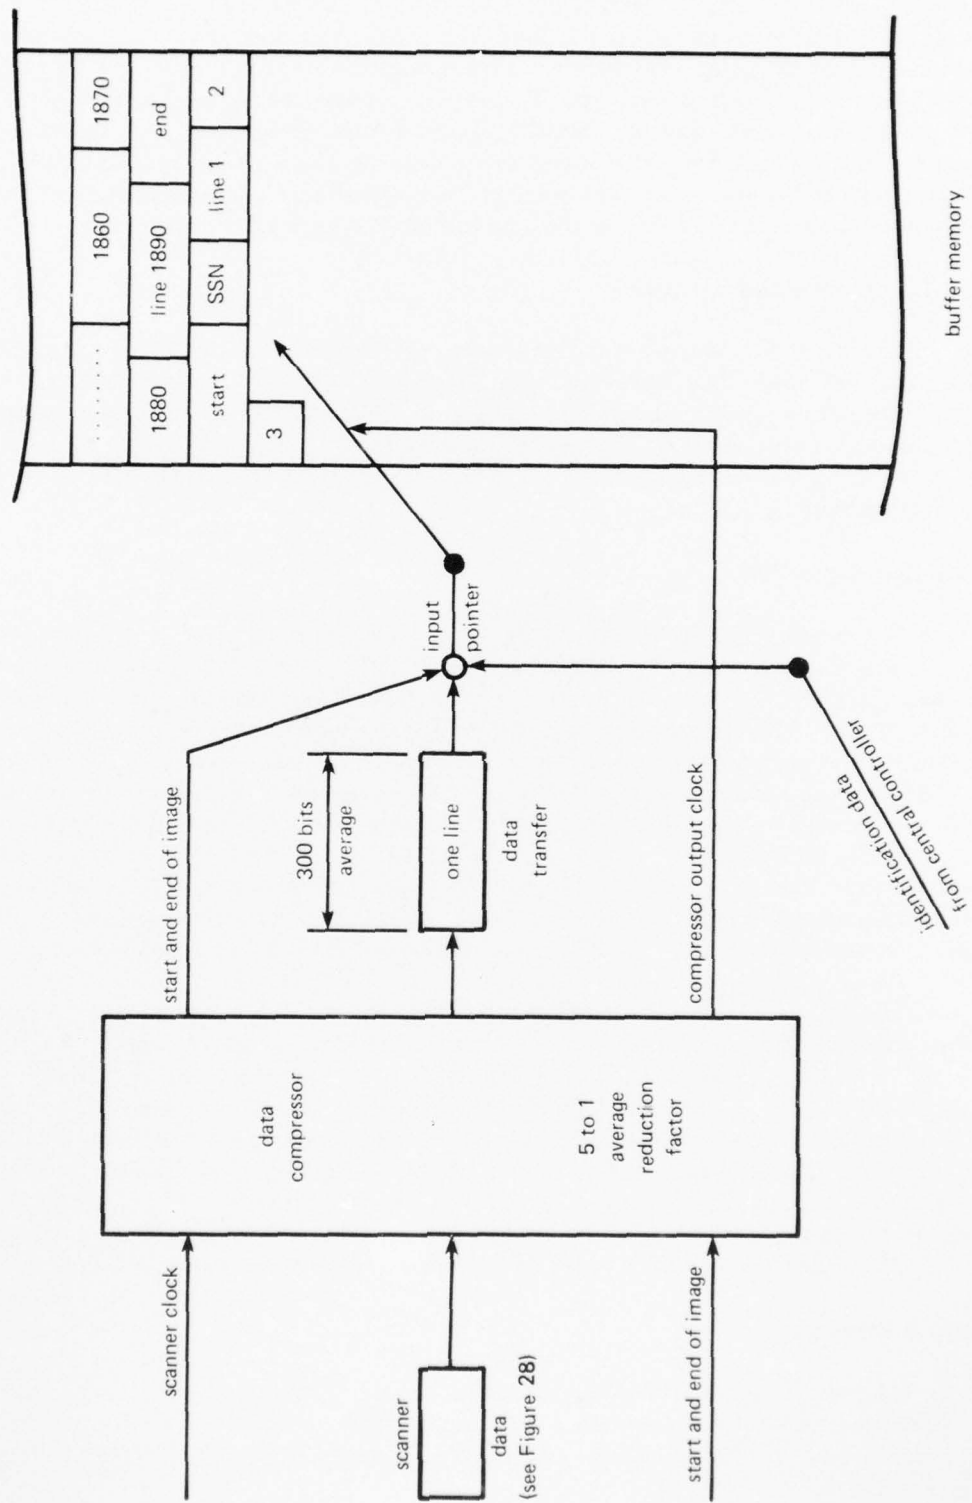 scanner clock
scanner
data
(see Figure 28)
start and end of image
data
compressor
5 to 1
average
reduction
factor
start and end of image
300 bits
average
one line
data
transfer
compressor output clock
input
pointer
identification data
from central controller
........ 1860 1870
1880 line 1890 end
start SSN line 1 2
3
buffer memory